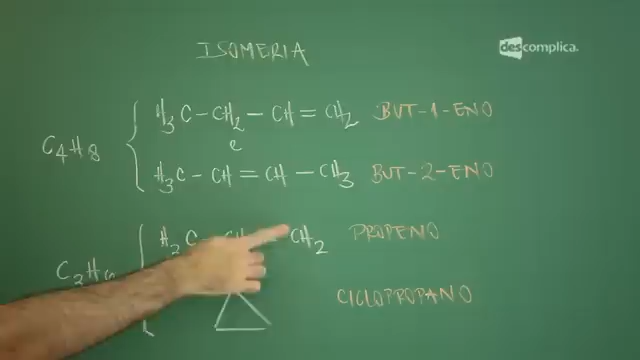 ISOMERIA
descomplica.
H3C-CH2-CH=CH2 BUT-1-ENO
C4H8
e
H3C-CH=CH-CH3 BUT-2-ENO
H2C CH2 PROPENO
CICLOPROPANO